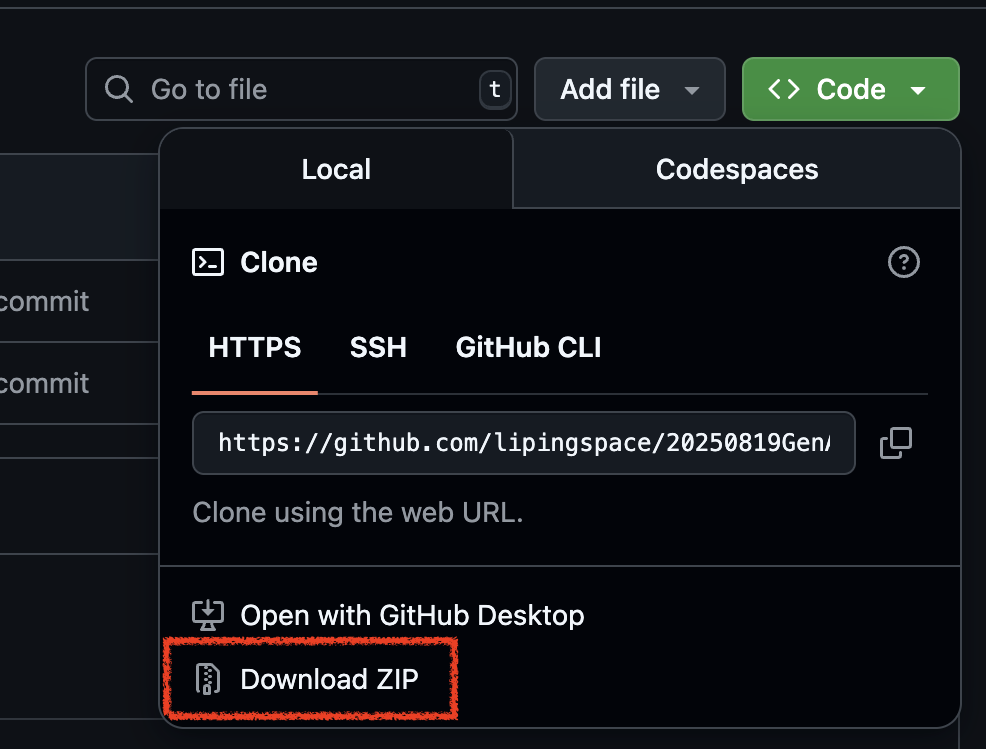 Go to file
t
Add file
Code
Local
Codespaces
Clone
HTTPS
SSH
GitHub CLI
commit
commit
https://github.com/lipingspace/20250819Gen
Clone using the web URL.
Open with GitHub Desktop
Download ZIP